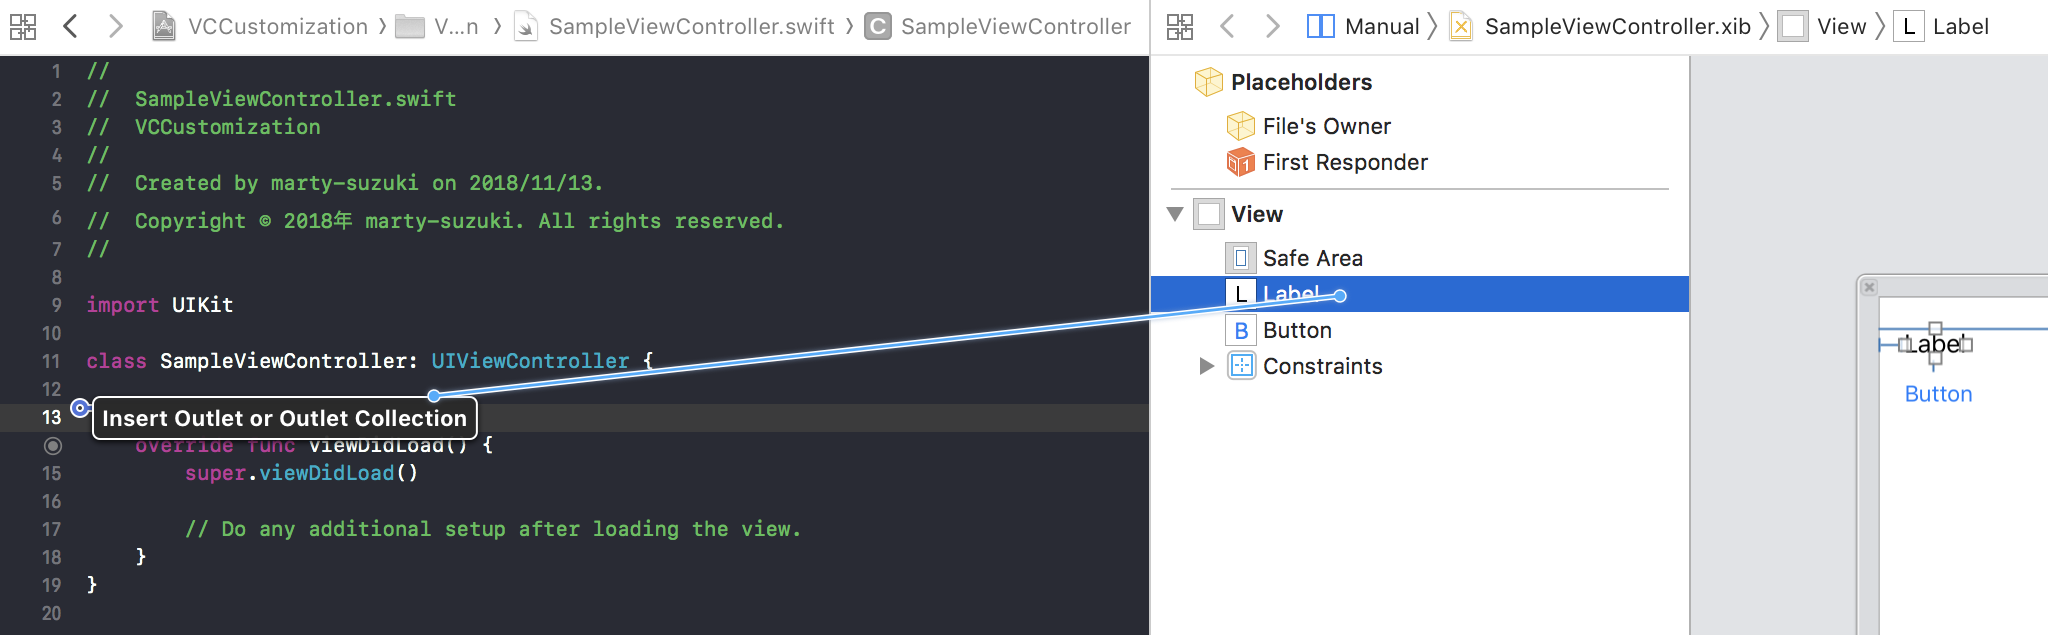 VCCustomization 〉 V...n 〉 SampleViewController.swift 〉 C SampleViewController
1 //
2 //  SampleViewController.swift
3 //  VCCustomization
4 //
5 //  Created by marty-suzuki on 2018/11/13.
6 //  Copyright © 2018年 marty-suzuki. All rights reserved.
7 //
8
9 import UIKit
10
11 class SampleViewController: UIViewController {
12
13 Insert Outlet or Outlet Collection
override func viewDidLoad() {
15 super.viewDidLoad()
16
17 // Do any additional setup after loading the view.
18 }
19 }
20
Manual 〉 SampleViewController.xib 〉 View 〉 L Label
Placeholders
File's Owner
First Responder
View
Safe Area
L Label
B Button
Constraints
Label
Button